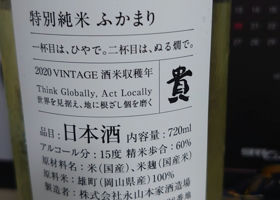 特別純米 ふかまり
一杯目は、ひやで。二杯目は、ぬる燗で。
2020 VINTAGE 酒米収穫年
Think Globally, Act Locally
世界を見据え、地に根ざし個を磨く
貴
品目:日本酒 内容量:720ml
アルコール分:15度 精米歩合:60%
原材料名:米(国産)、米麹(国産米)
原料米:雄町(岡山県産)100%
製造者:株式会社永山本家酒造場